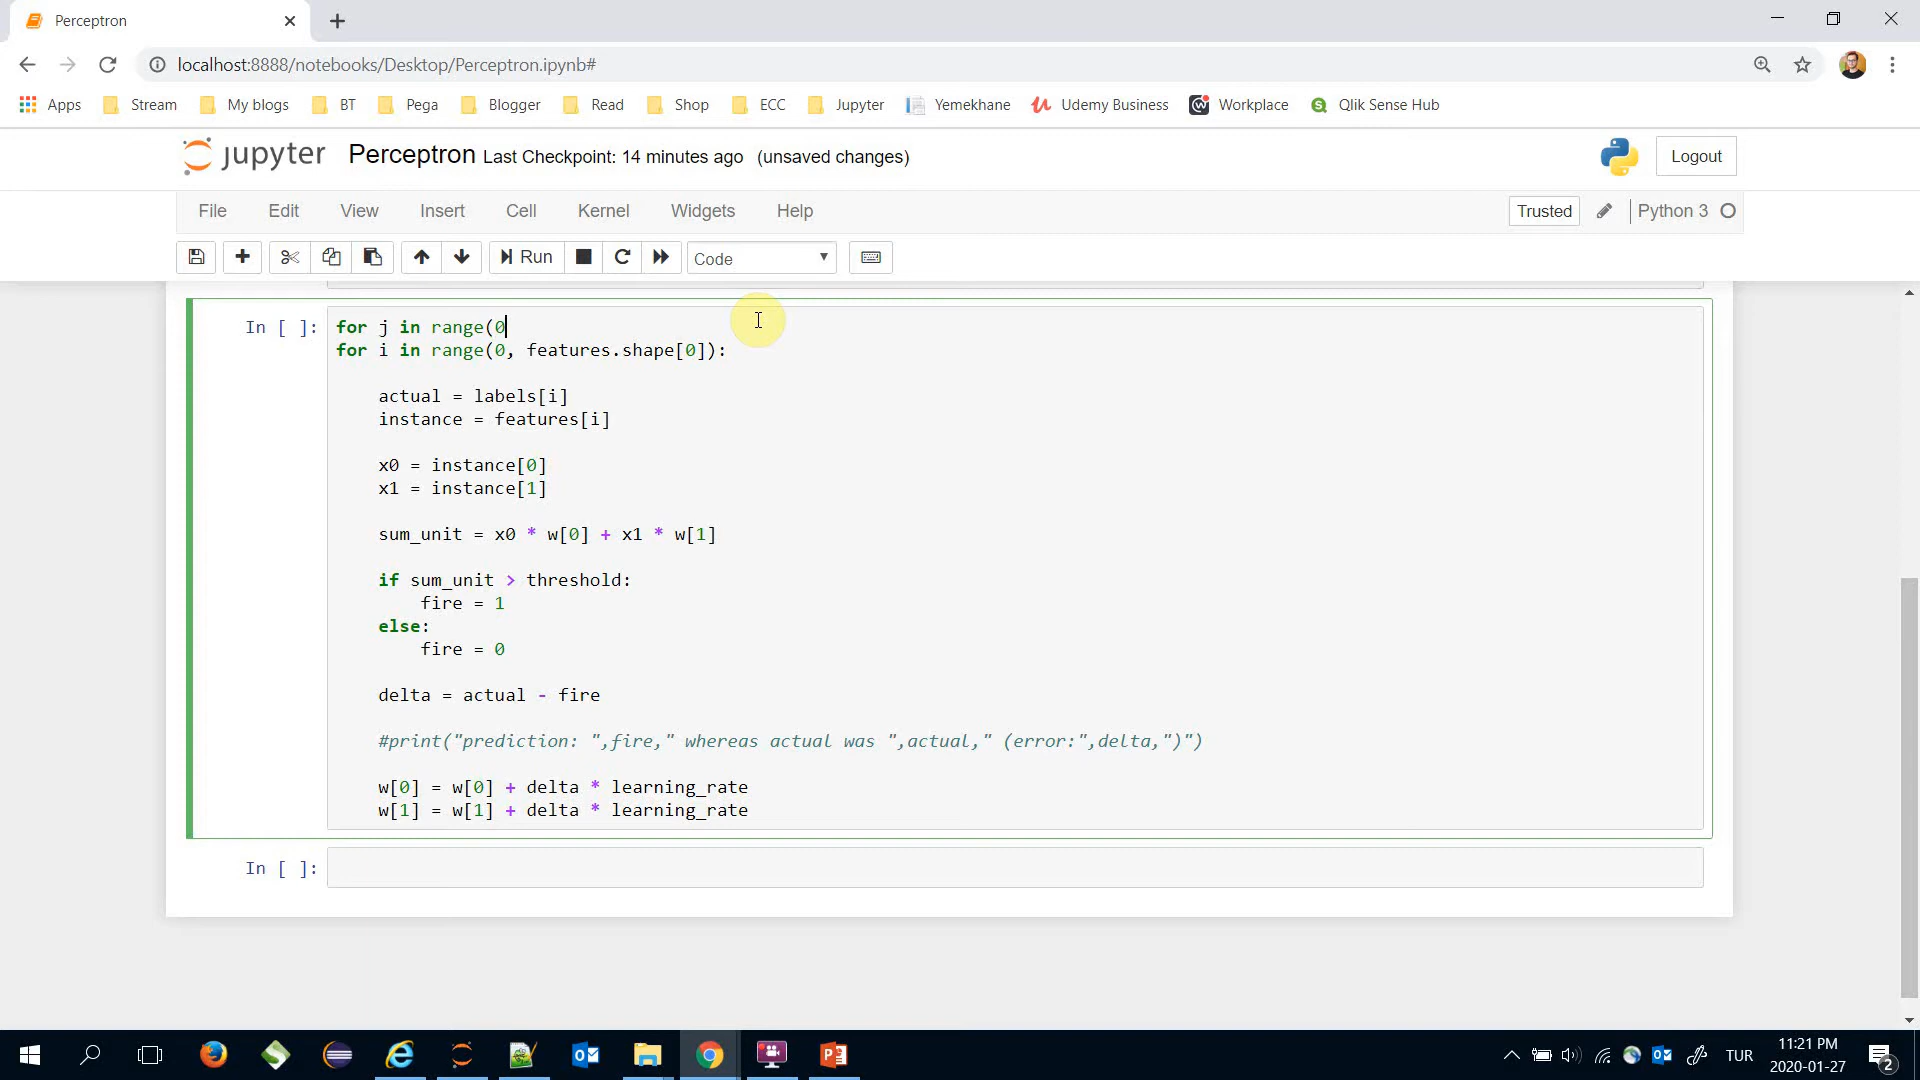 Perceptron
localhost:8888/notebooks/Desktop/Perceptron.ipynb#
Apps Stream My blogs BT Pega Blogger Read Shop ECC Jupyter Yemekhane Udemy Business Workplace Qlik Sense Hub
jupyter Perceptron Last Checkpoint: 14 minutes ago (unsaved changes) Logout
File Edit View Insert Cell Kernel Widgets Help Trusted Python 3
Run Code
In [ ]: for j in range(0
for i in range(0, features.shape[0]):
actual = labels[i]
instance = features[i]
x0 = instance[0]
x1 = instance[1]
sum_unit = x0 * w[0] + x1 * w[1]
if sum_unit > threshold:
fire = 1
else:
fire = 0
delta = actual - fire
#print("prediction: ",fire," whereas actual was ",actual," (error:",delta,")")
w[0] = w[0] + delta * learning_rate
w[1] = w[1] + delta * learning_rate
In [ ]:
TUR 11:21 PM 2
2020-01-27